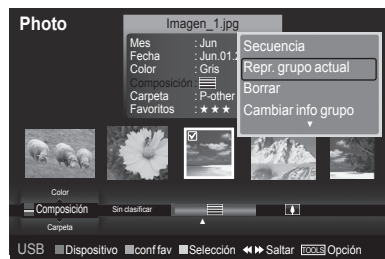 Photo
Imagen_1.jpg
Mes : Jun
Fecha : Jun.01.2
Color : Gris
Composición :
Carpeta : P-other
Favoritos : ★★★
Secuencia
Repr. grupo actual
Borrar
Cambiar info grupo
Color
Composición
Sin clasificar
Carpeta
USB Dispositivo conf fav Selección Saltar TOOLS Opción